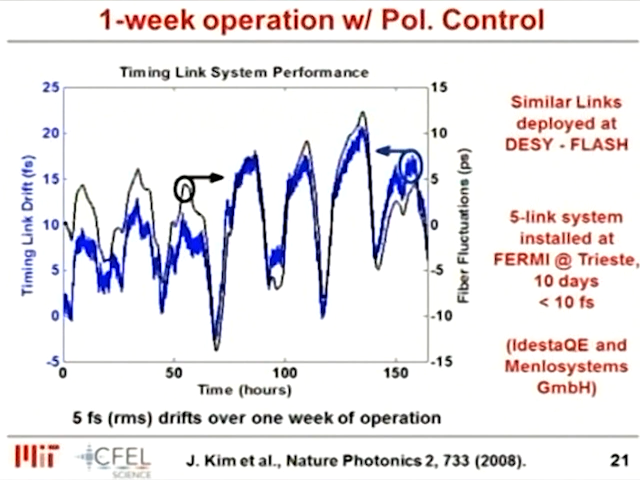 1-week operation w/ Pol. Control
Timing Link System Performance
25
20
15
10
5
0
-5
Timing Link Drift (fs)
15
10
5
0
-5
-10
-15
Fiber Fluctuations (ps)
0
50
100
150
Time (hours)
5 fs (rms) drifts over one week of operation
Similar Links
deployed at
DESY - FLASH
5-link system
installed at
FERMI @ Trieste,
10 days
< 10 fs
(IdestaQE and
Menlosystems
GmbH)
MIT
CFEL
SCIENCE
J. Kim et al., Nature Photonics 2, 733 (2008).
21